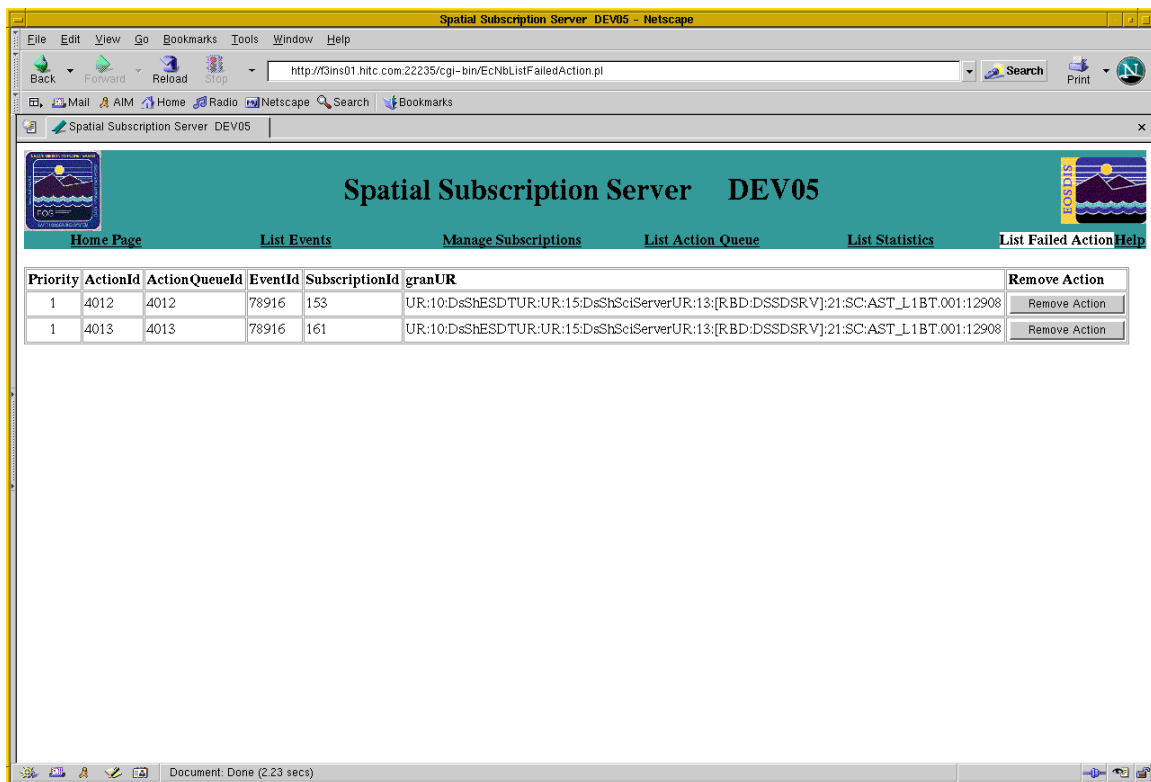 Spatial Subscription Server DEV05 - Netscape
File Edit View Go Bookmarks Tools Window Help
Back Forward Reload Stop http://f3ins01.hitc.com:22235/cgi-bin/EcNbListFailedAction.pl Search Print N
Mail AIM Home Radio Netscape Search Bookmarks
Spatial Subscription Server DEV05
Spatial Subscription Server DEV05
EOS
EOSDIS
Home Page List Events Manage Subscriptions List Action Queue List Statistics List Failed Action Help
Priority ActionId ActionQueueId EventId SubscriptionId granUR Remove Action
1 4012 4012 78916 153 UR:10:DsShESDTUR:UR:15:DsShSciServerUR:13:[RBD:DSSDSRV]:21:SC:AST_L1BT.001:12908 Remove Action
1 4013 4013 78916 161 UR:10:DsShESDTUR:UR:15:DsShSciServerUR:13:[RBD:DSSDSRV]:21:SC:AST_L1BT.001:12908 Remove Action
Document: Done (2.23 secs)